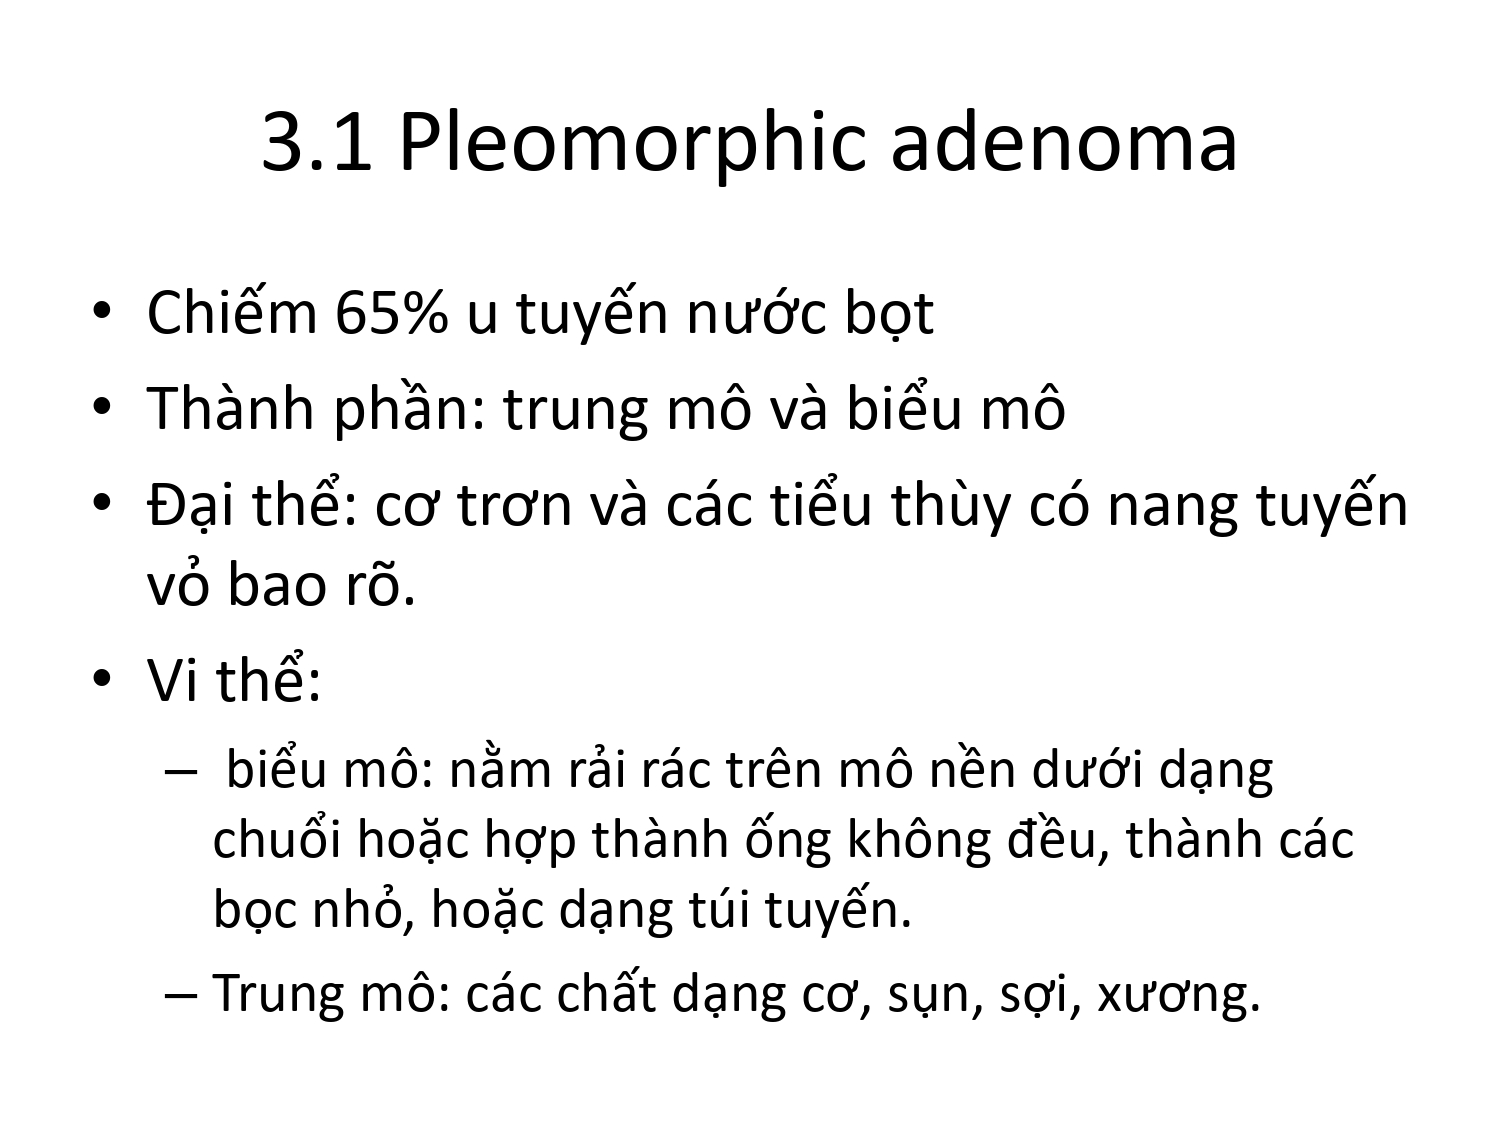 3.1 Pleomorphic adenoma
• Chiếm 65% u tuyến nước bọt
• Thành phần: trung mô và biểu mô
• Đại thể: cơ trơn và các tiểu thùy có nang tuyến
vỏ bao rõ.
• Vi thể:
– biểu mô: nằm rải rác trên mô nền dưới dạng
chuổi hoặc hợp thành ống không đều, thành các
bọc nhỏ, hoặc dạng túi tuyến.
– Trung mô: các chất dạng cơ, sụn, sợi, xương.